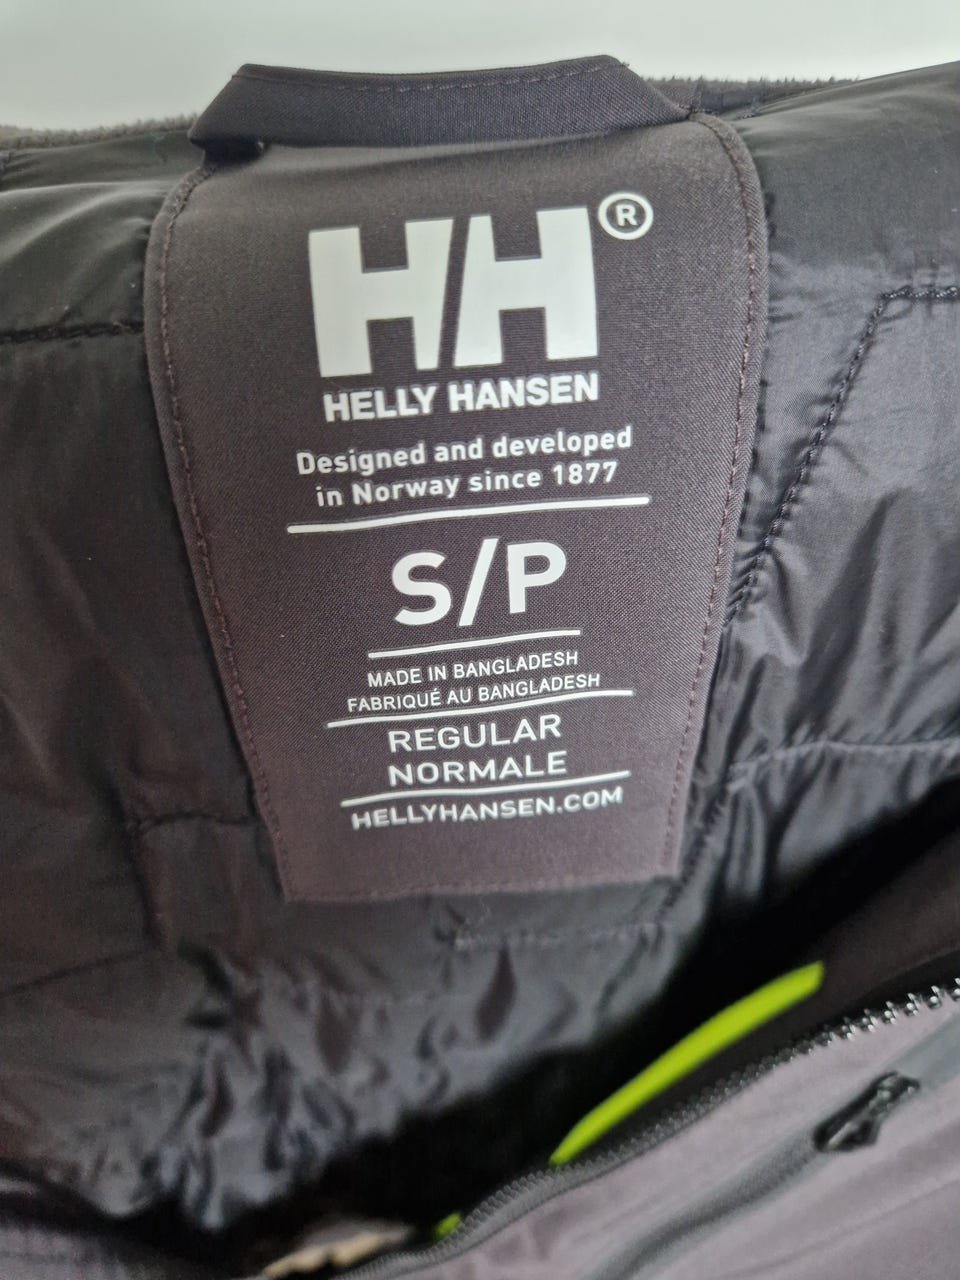 HH®
HELLY HANSEN
Designed and developed
in Norway since 1877
S/P
MADE IN BANGLADESH
FABRIQUÉ AU BANGLADESH
REGULAR
NORMALE
HELLYHANSEN.COM